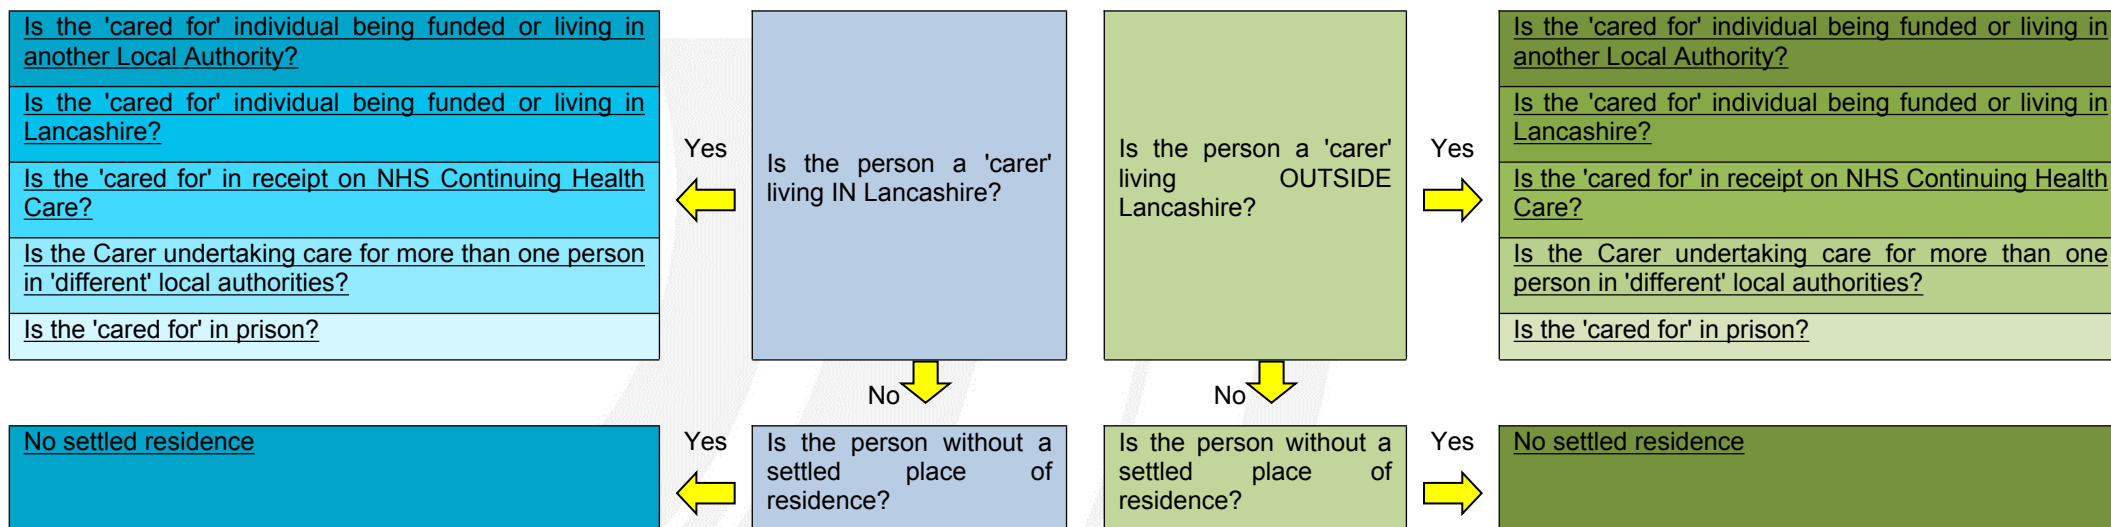 Is the 'cared for' individual being funded or living in
another Local Authority?
Is the 'cared for' individual being funded or living in
Lancashire?
Is the 'cared for' in receipt on NHS Continuing Health
Care?
Is the Carer undertaking care for more than one person
in 'different' local authorities?
Is the 'cared for' in prison?
Yes
Is the person a 'carer'
living IN Lancashire?
Is the person a 'carer'
living OUTSIDE
Lancashire?
Yes
Is the 'cared for' individual being funded or living in
another Local Authority?
Is the 'cared for' individual being funded or living in
Lancashire?
Is the 'cared for' in receipt on NHS Continuing Health
Care?
Is the Carer undertaking care for more than one
person in 'different' local authorities?
Is the 'cared for' in prison?
No
No
No settled residence
Yes
Is the person without a
settled place of
residence?
Is the person without a
settled place of
residence?
Yes
No settled residence